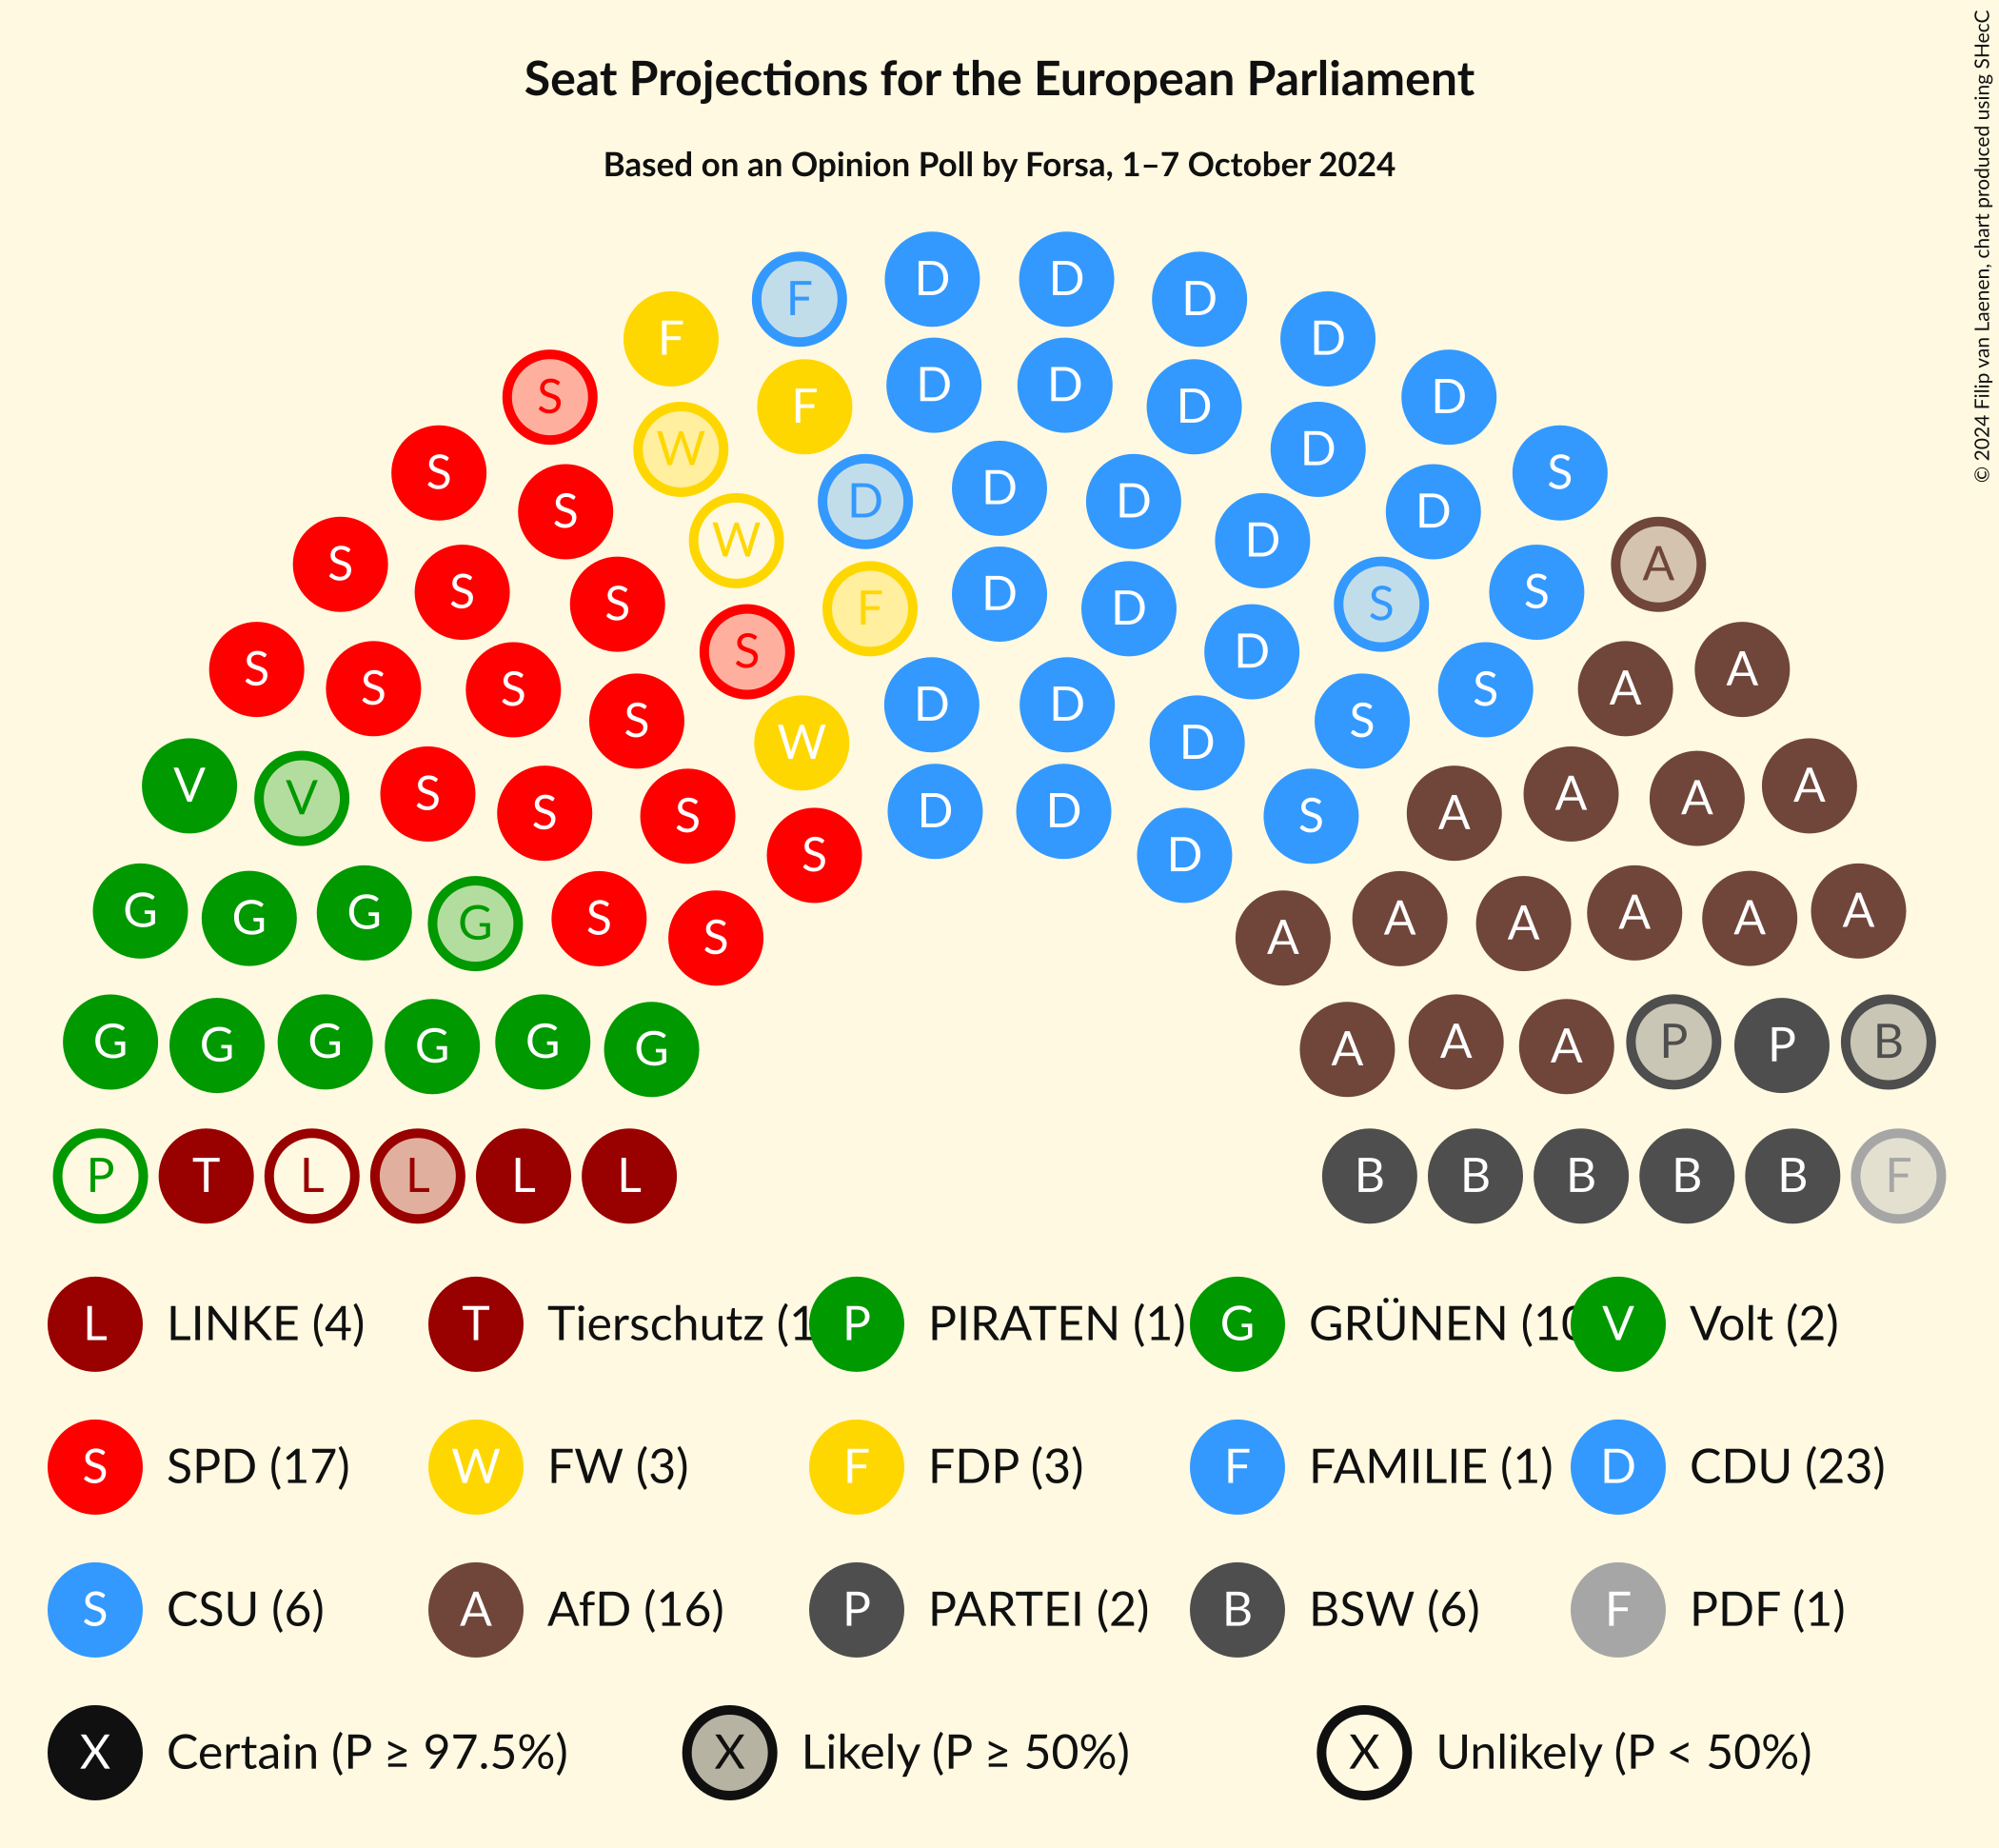 Seat Projections for the European Parliament
Based on an Opinion Poll by Forsa, 1–7 October 2024
© 2024 Filip van Laenen, chart produced using SHecC
F D D D
F D
S F D D D D
S W D S
S W D D D D
S F D D A
S S S D S S
S S S D D A A
S S S W D D D S S
V V S S S S D D D S A A A A
G G G G S S S D A A A A A A
G G G G G G A A A P P B
P T L L L L B B B B B F
L LINKE (4) T Tierschutz (1 P PIRATEN (1) G GRÜNEN (10 V Volt (2)
S SPD (17) W FW (3) F FDP (3) F FAMILIE (1) D CDU (23)
S CSU (6) A AfD (16) P PARTEI (2) B BSW (6) F PDF (1)
X Certain (P ≥ 97.5%) X Likely (P ≥ 50%) X Unlikely (P < 50%)